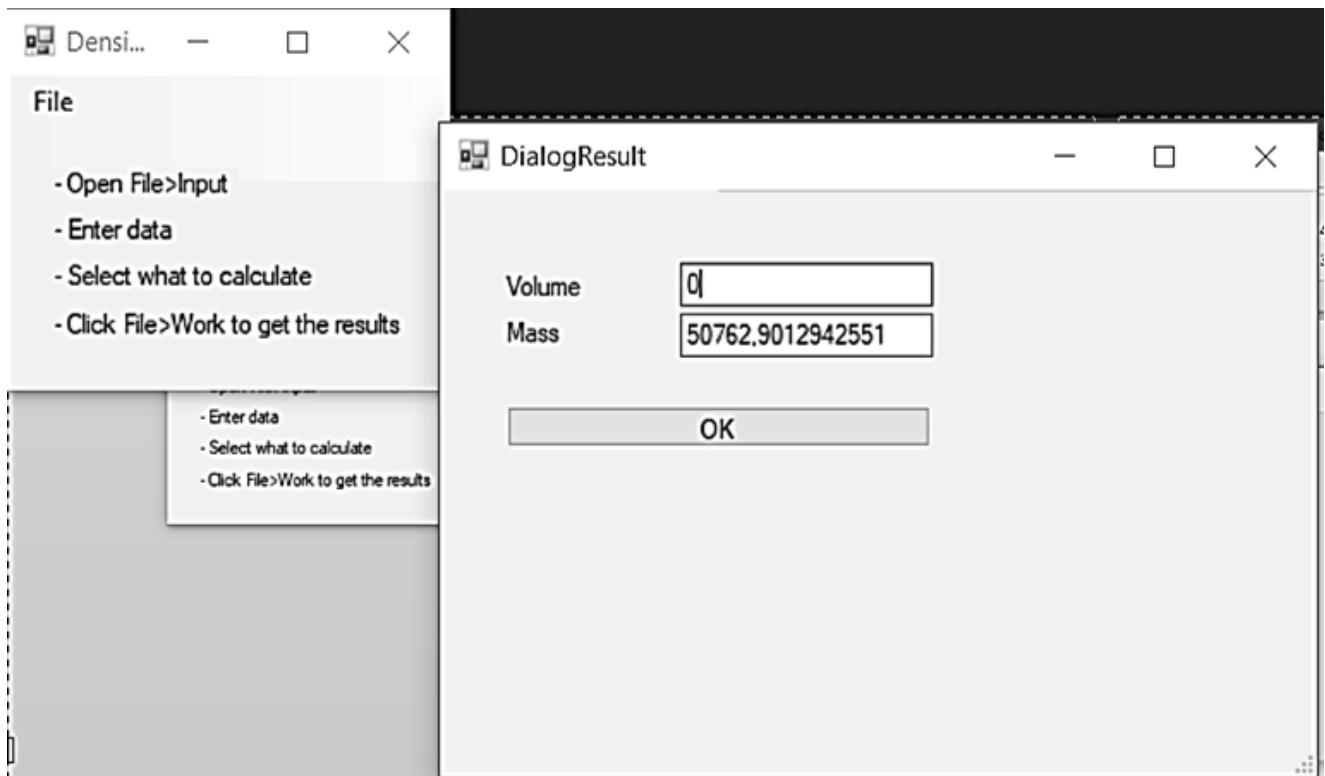 Densi...
File
- Open File>Input
- Enter data
- Select what to calculate
- Click File>Work to get the results
- Enter data
- Select what to calculate
- Click File>Work to get the results
DialogResult
Volume 0
Mass 50762,9012942551
OK